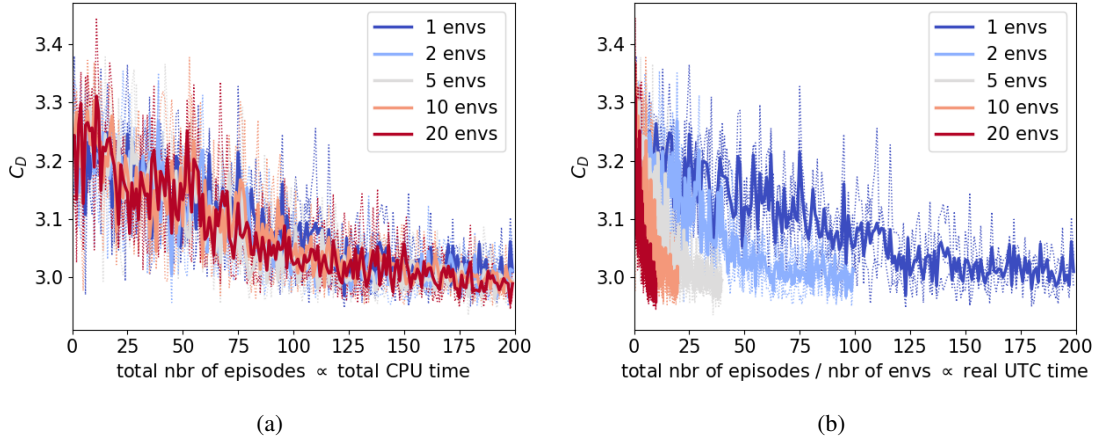 3.4
3.3
3.2
3.1
3.0
C_D
0 25 50 75 100 125 150 175 200
total nbr of episodes ∝ total CPU time
1 envs
2 envs
5 envs
10 envs
20 envs
(a)
3.4
3.3
3.2
3.1
3.0
C_D
0 25 50 75 100 125 150 175 200
total nbr of episodes / nbr of envs ∝ real UTC time
1 envs
2 envs
5 envs
10 envs
20 envs
(b)